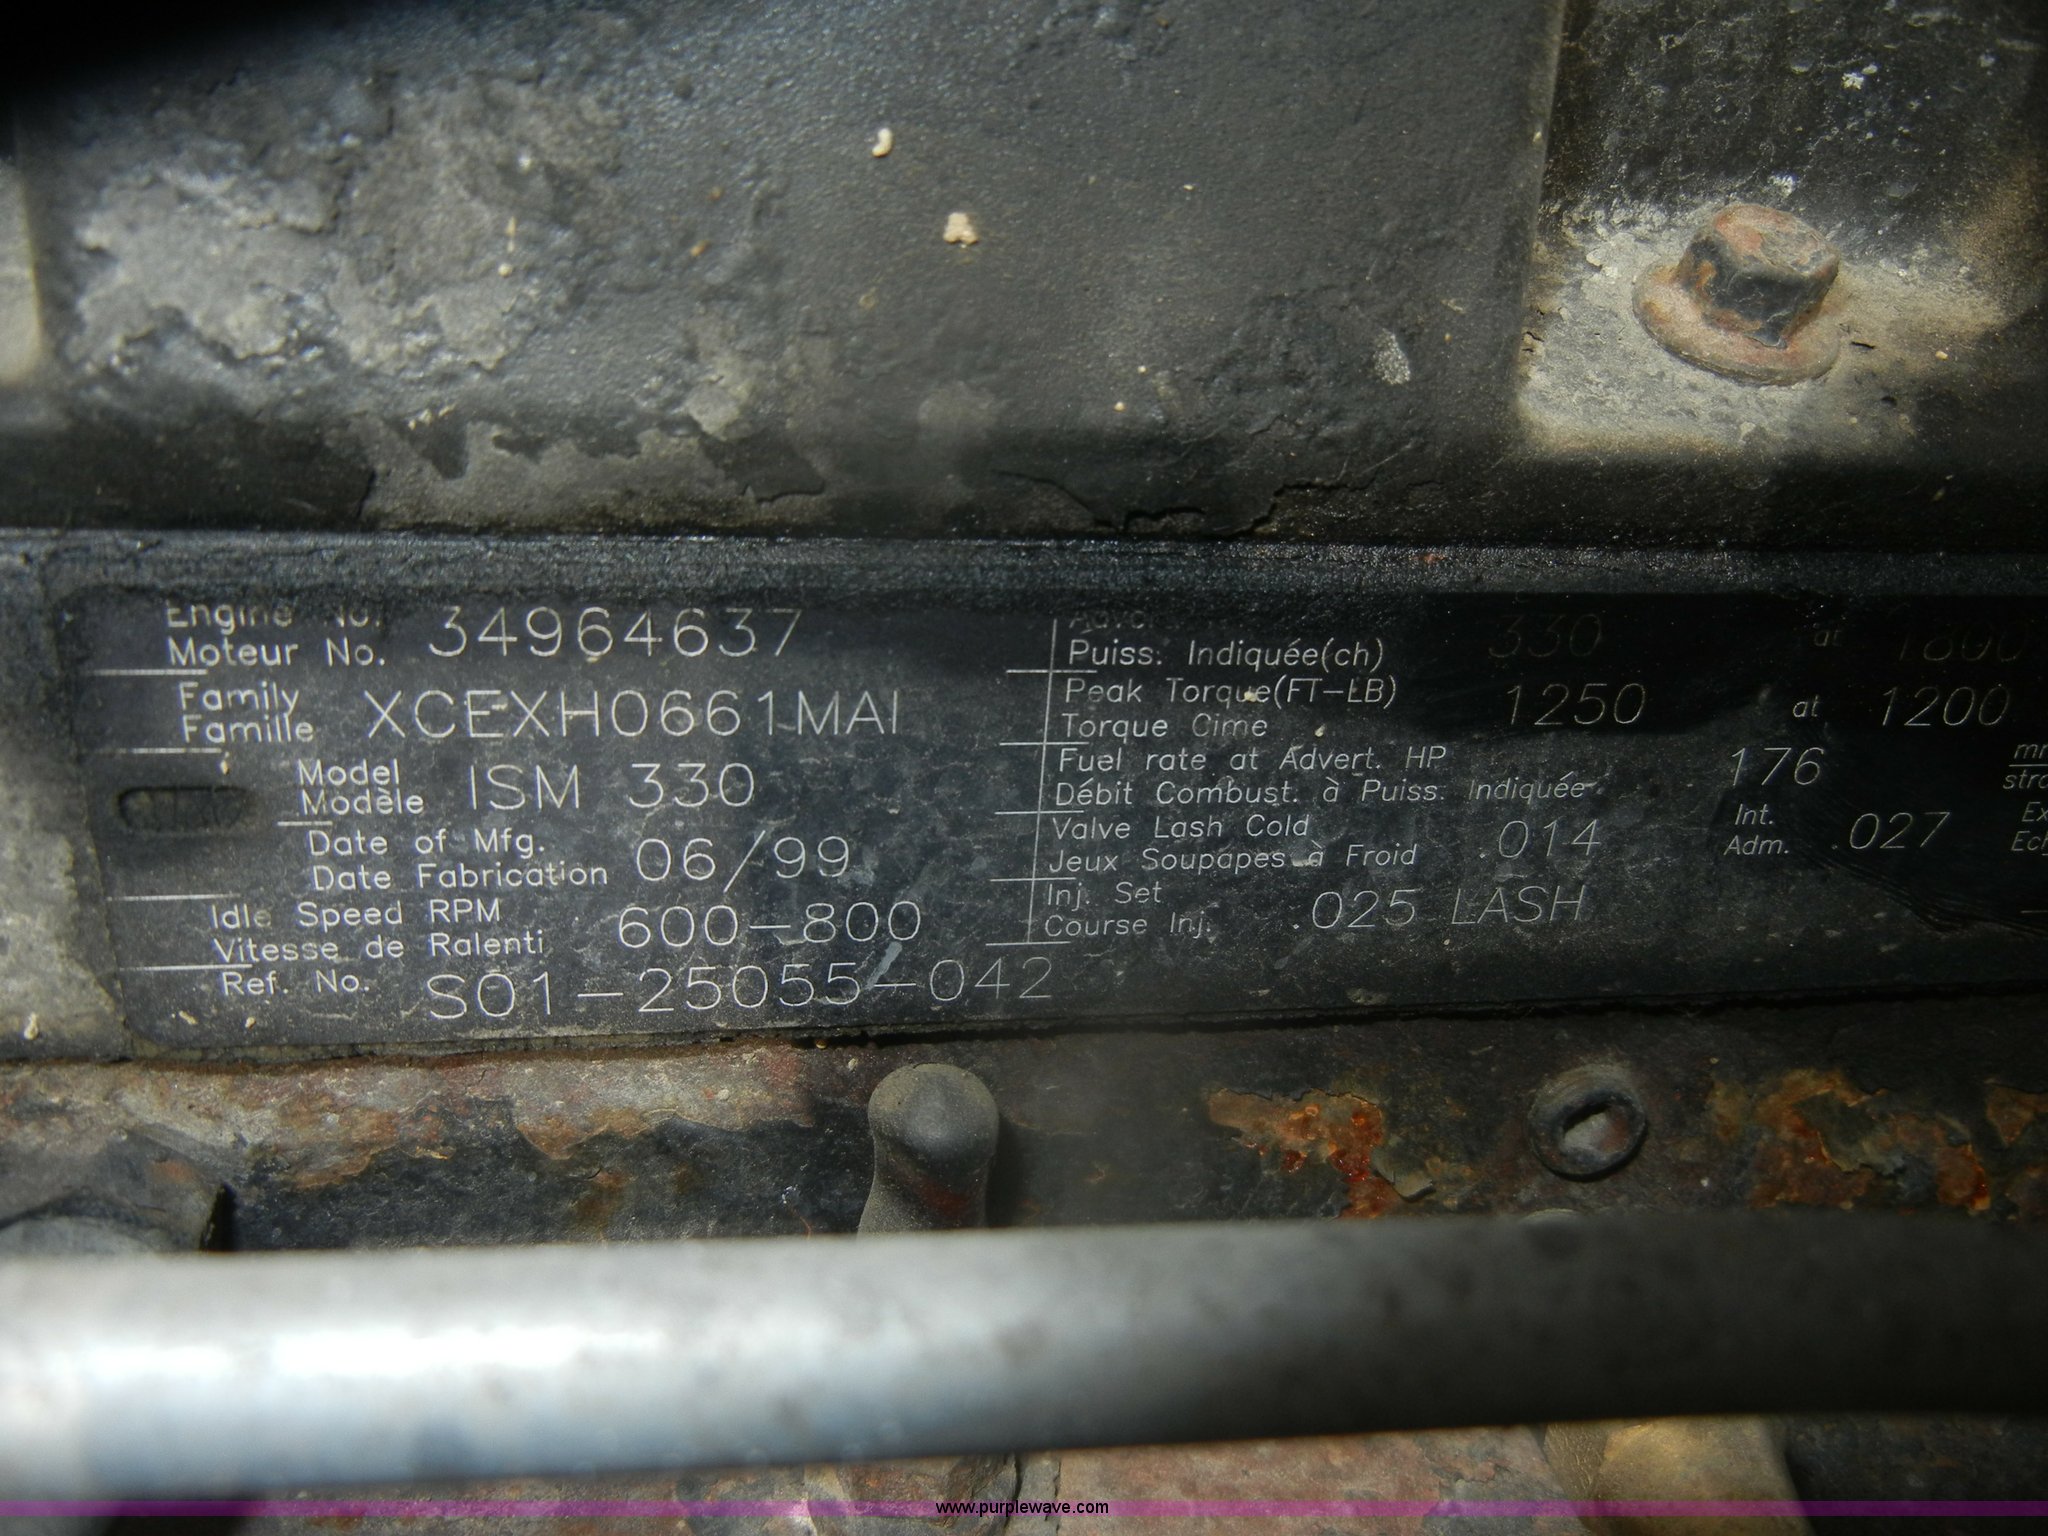 Engine No.
Moteur No. 34964637
Family
Famille XCEXH0661MAI
Model
Modèle ISM 330
Date of Mfg.
Date Fabrication 06/99
Idle Speed RPM
Vitesse de Ralenti 600-800
Ref. No. S01-25055-042
Puiss. Indiquée(ch) 330 at 1800
Peak Torque(FT-LB)
Torque Cime 1250 at 1200
Fuel rate at Advert. HP
Débit Combust. à Puiss. Indiquée 176
Valve Lash Cold
Jeux Soupapes à Froid .014 Int.
Adm. .027
Inj. Set
Course Inj. .025 LASH
www.purplewave.com